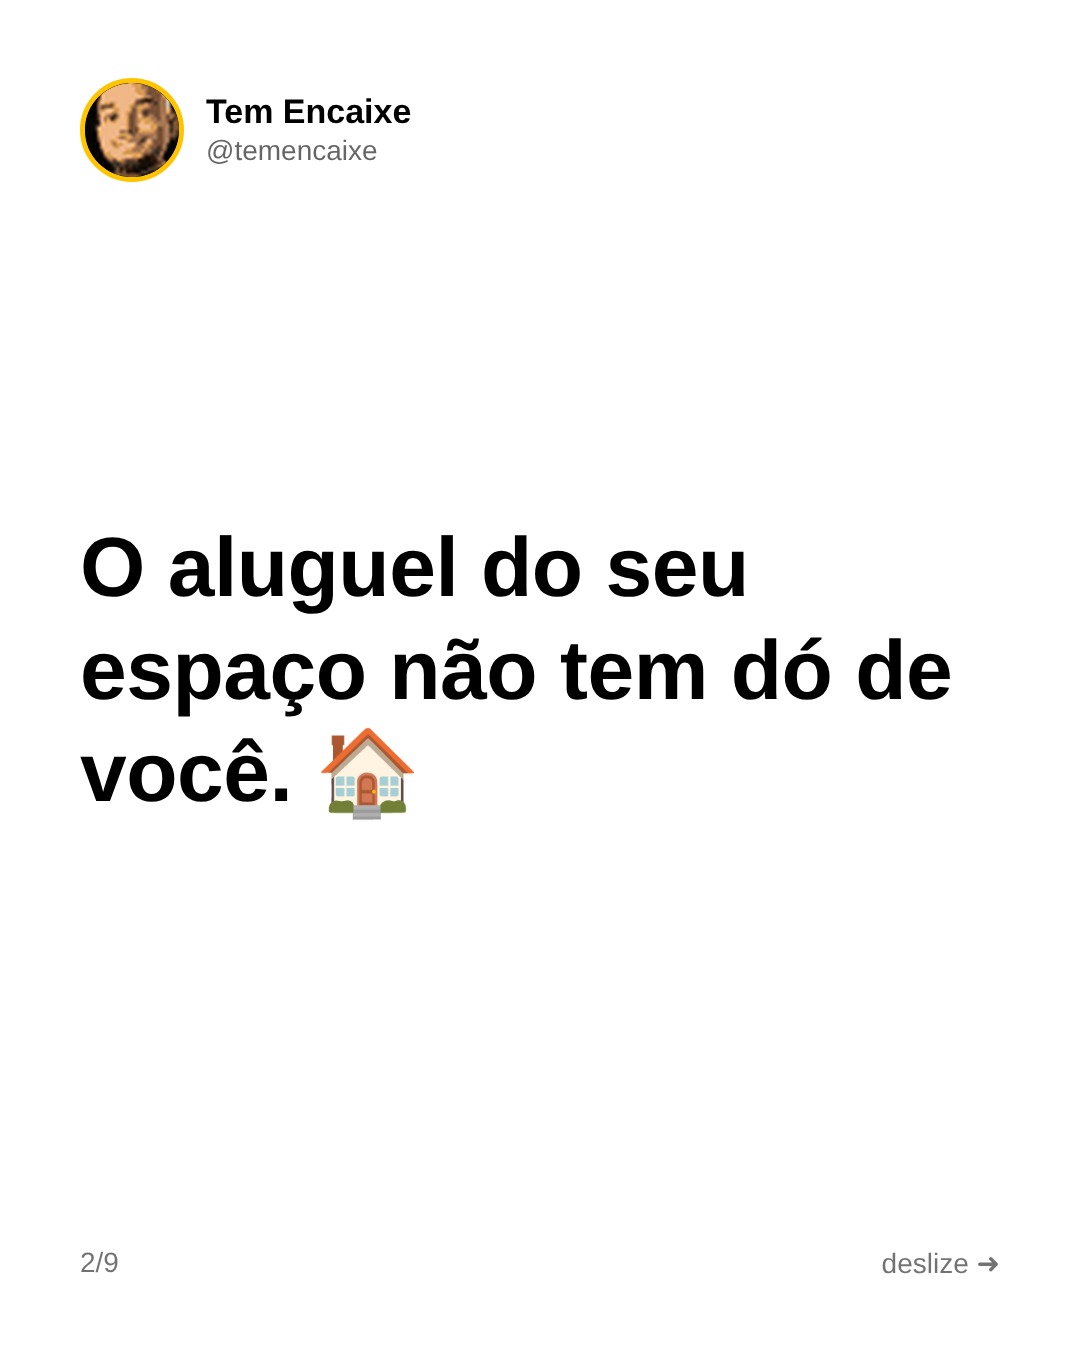 Tem Encaixe
@temencaixe
O aluguel do seu
espaço não tem dó de
você. 🏠
2/9
deslize ➜